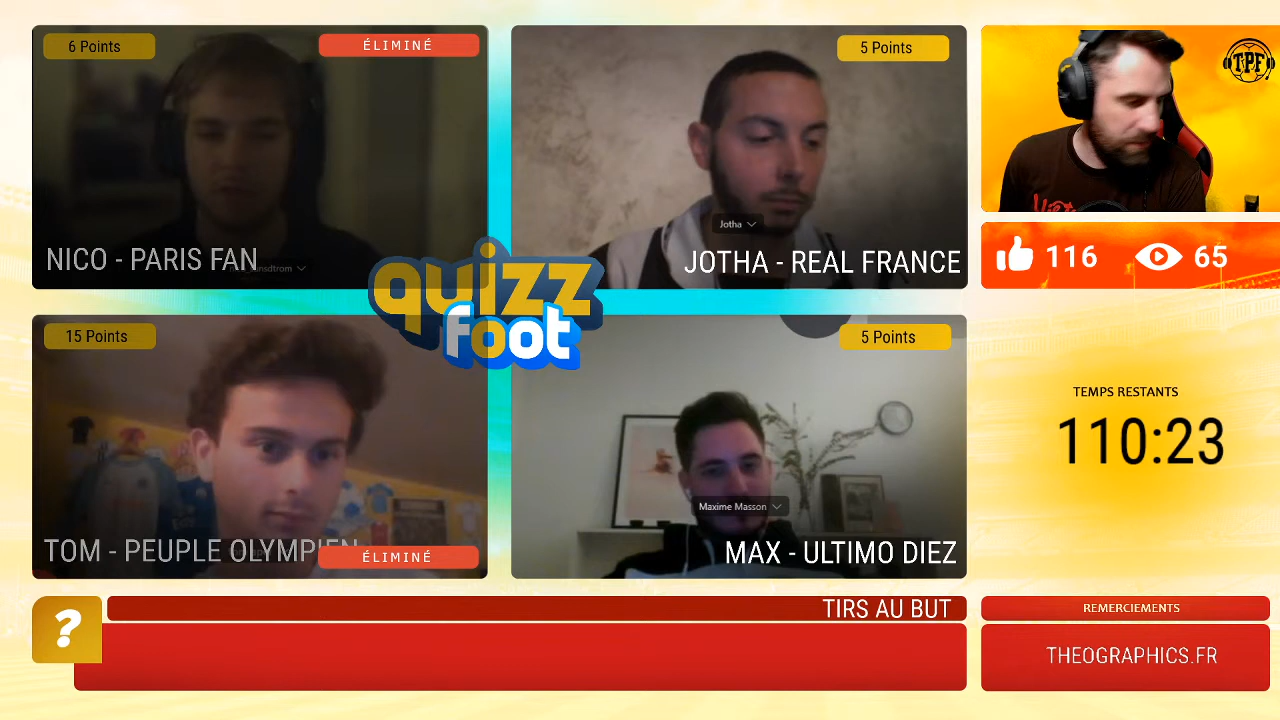 6 Points
ÉLIMINÉ
NICO - PARIS FAN
5 Points
Jotha
JOTHA - REAL FRANCE
TPF
116
65
quizz
foot
15 Points
TOM - PEUPLE OLYMPIEN
ÉLIMINÉ
5 Points
Maxime Masson
MAX - ULTIMO DIEZ
TEMPS RESTANTS
110:23
?
TIRS AU BUT
REMERCIEMENTS
THEOGRAPHICS.FR